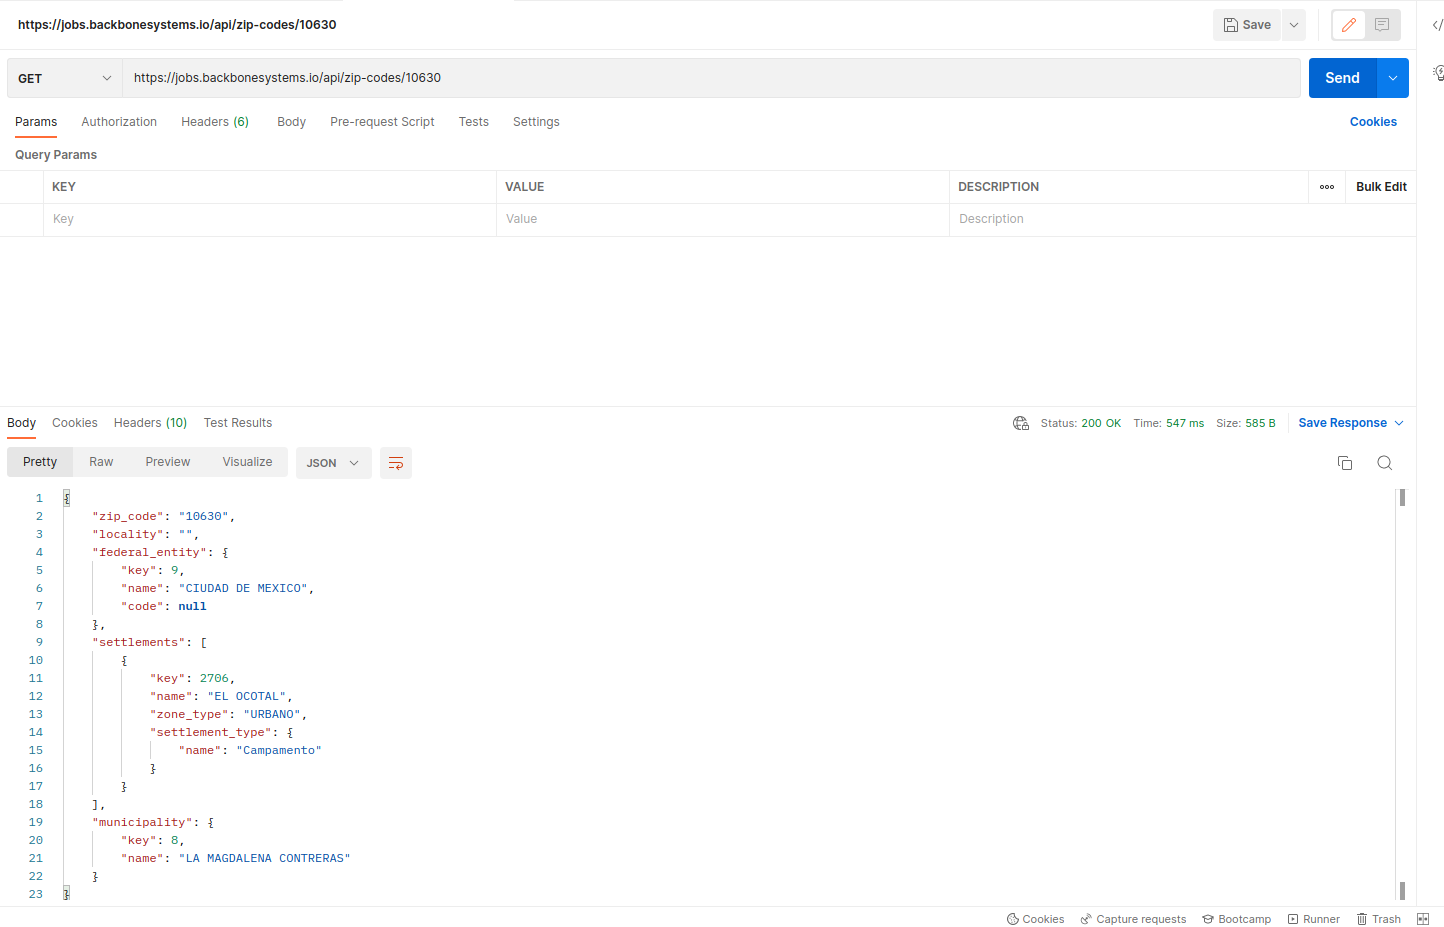 https://jobs.backbonesystems.io/api/zip-codes/10630
Save
GET https://jobs.backbonesystems.io/api/zip-codes/10630 Send
Params Authorization Headers (6) Body Pre-request Script Tests Settings Cookies
Query Params
KEY VALUE DESCRIPTION ooo Bulk Edit
Key Value Description
Body Cookies Headers (10) Test Results Status: 200 OK Time: 547 ms Size: 585 B Save Response
Pretty Raw Preview Visualize JSON
1 {
2 "zip_code": "10630",
3 "locality": "",
4 "federal_entity": {
5 "key": 9,
6 "name": "CIUDAD DE MEXICO",
7 "code": null
8 },
9 "settlements": [
10 {
11 "key": 2706,
12 "name": "EL OCOTAL",
13 "zone_type": "URBANO",
14 "settlement_type": {
15 "name": "Campamento"
16 }
17 }
18 ],
19 "municipality": {
20 "key": 8,
21 "name": "LA MAGDALENA CONTRERAS"
22 }
23 }
Cookies Capture requests Bootcamp Runner Trash